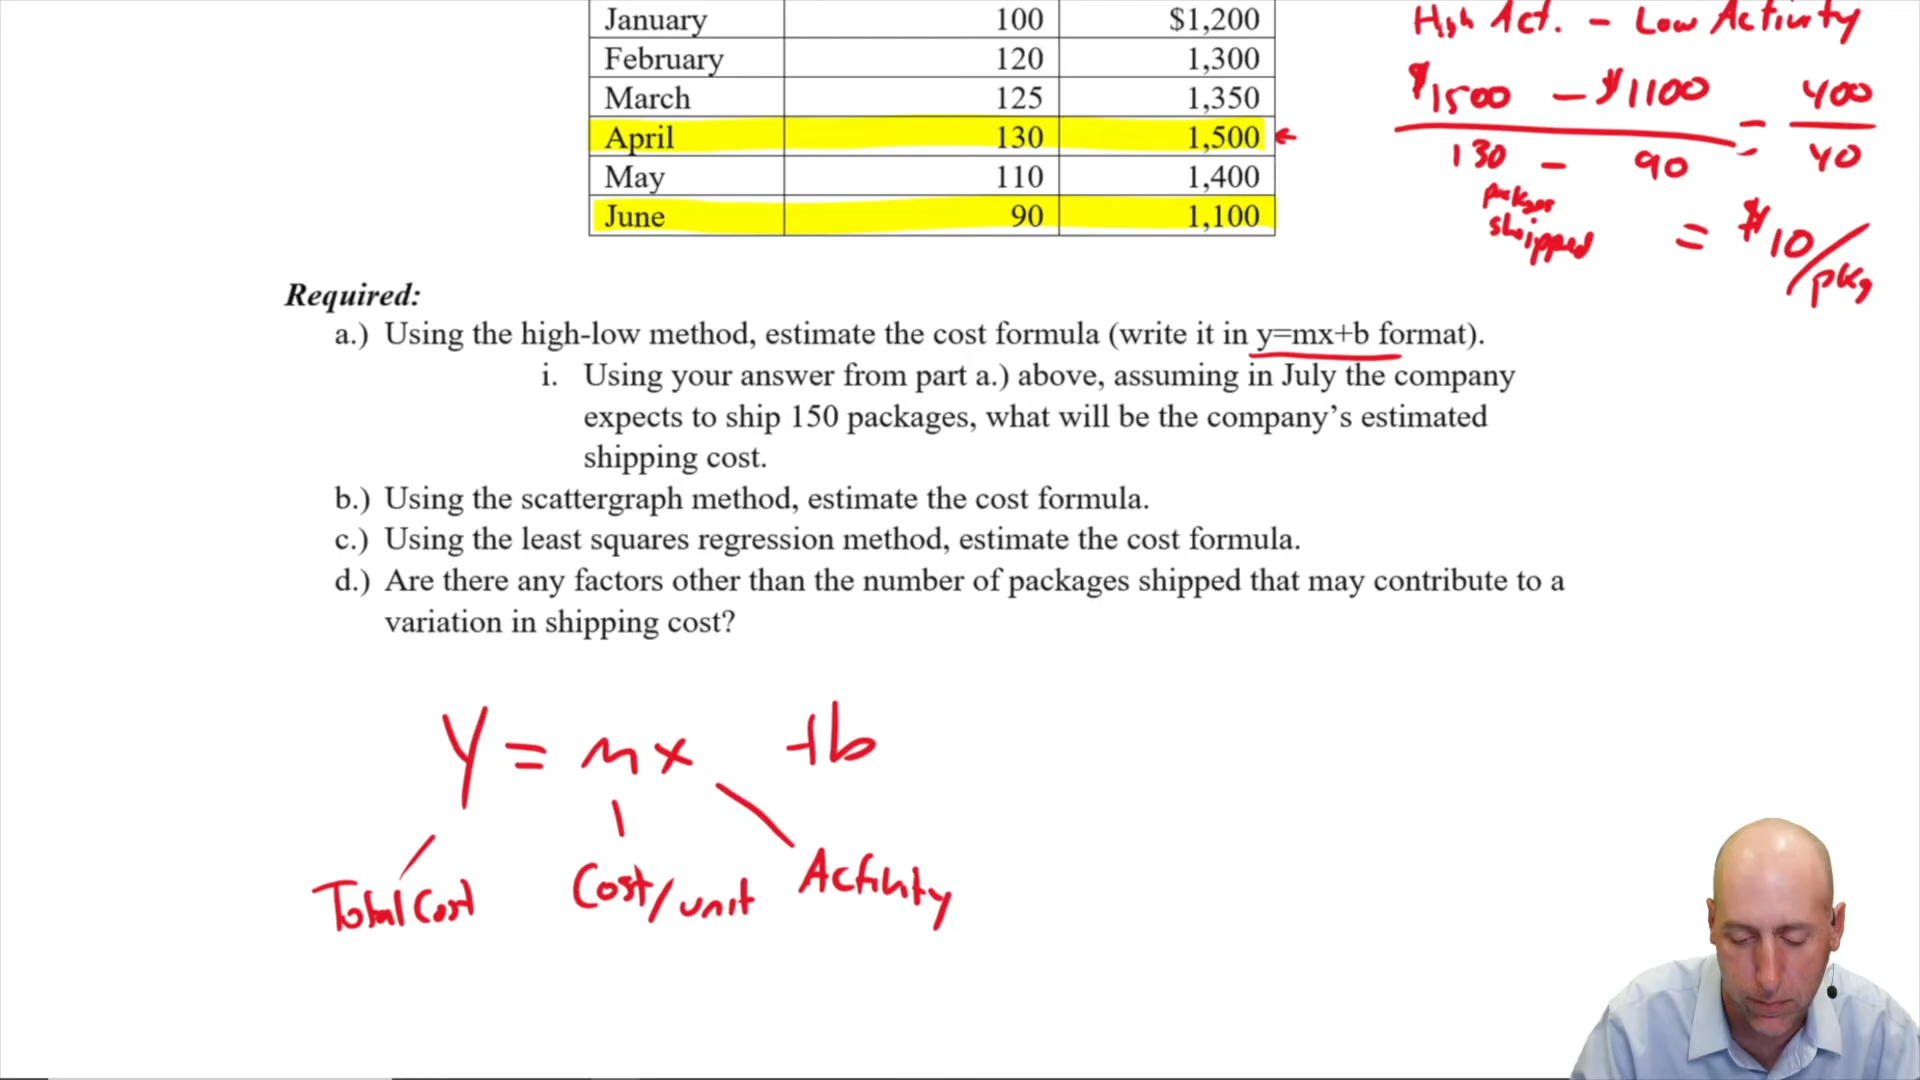 January 100 $1,200
February 120 1,300
March 125 1,350
April 130 1,500
May 110 1,400
June 90 1,100
High Act. - Low Activity
$1500 - $1100 = 400
130 - 90 40
shipped
= $10/pkg
Required:
a.) Using the high-low method, estimate the cost formula (write it in y=mx+b format).
i. Using your answer from part a.) above, assuming in July the company
expects to ship 150 packages, what will be the company’s estimated
shipping cost.
b.) Using the scattergraph method, estimate the cost formula.
c.) Using the least squares regression method, estimate the cost formula.
d.) Are there any factors other than the number of packages shipped that may contribute to a
variation in shipping cost?
Y = mx +b
Total Cost Cost/unit Activity